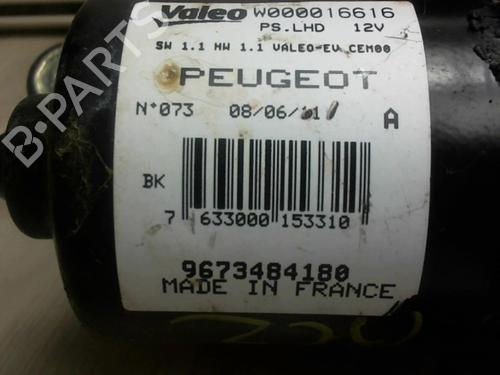 Valeo W000016616
PS.LHD 12V
SW 1.1 HW 1.1 VALEO-EV CEM00
PEUGEOT
N°073 08/06/11 A
BK
7 633000 153310
9673484180
MADE IN FRANCE
B-Parts